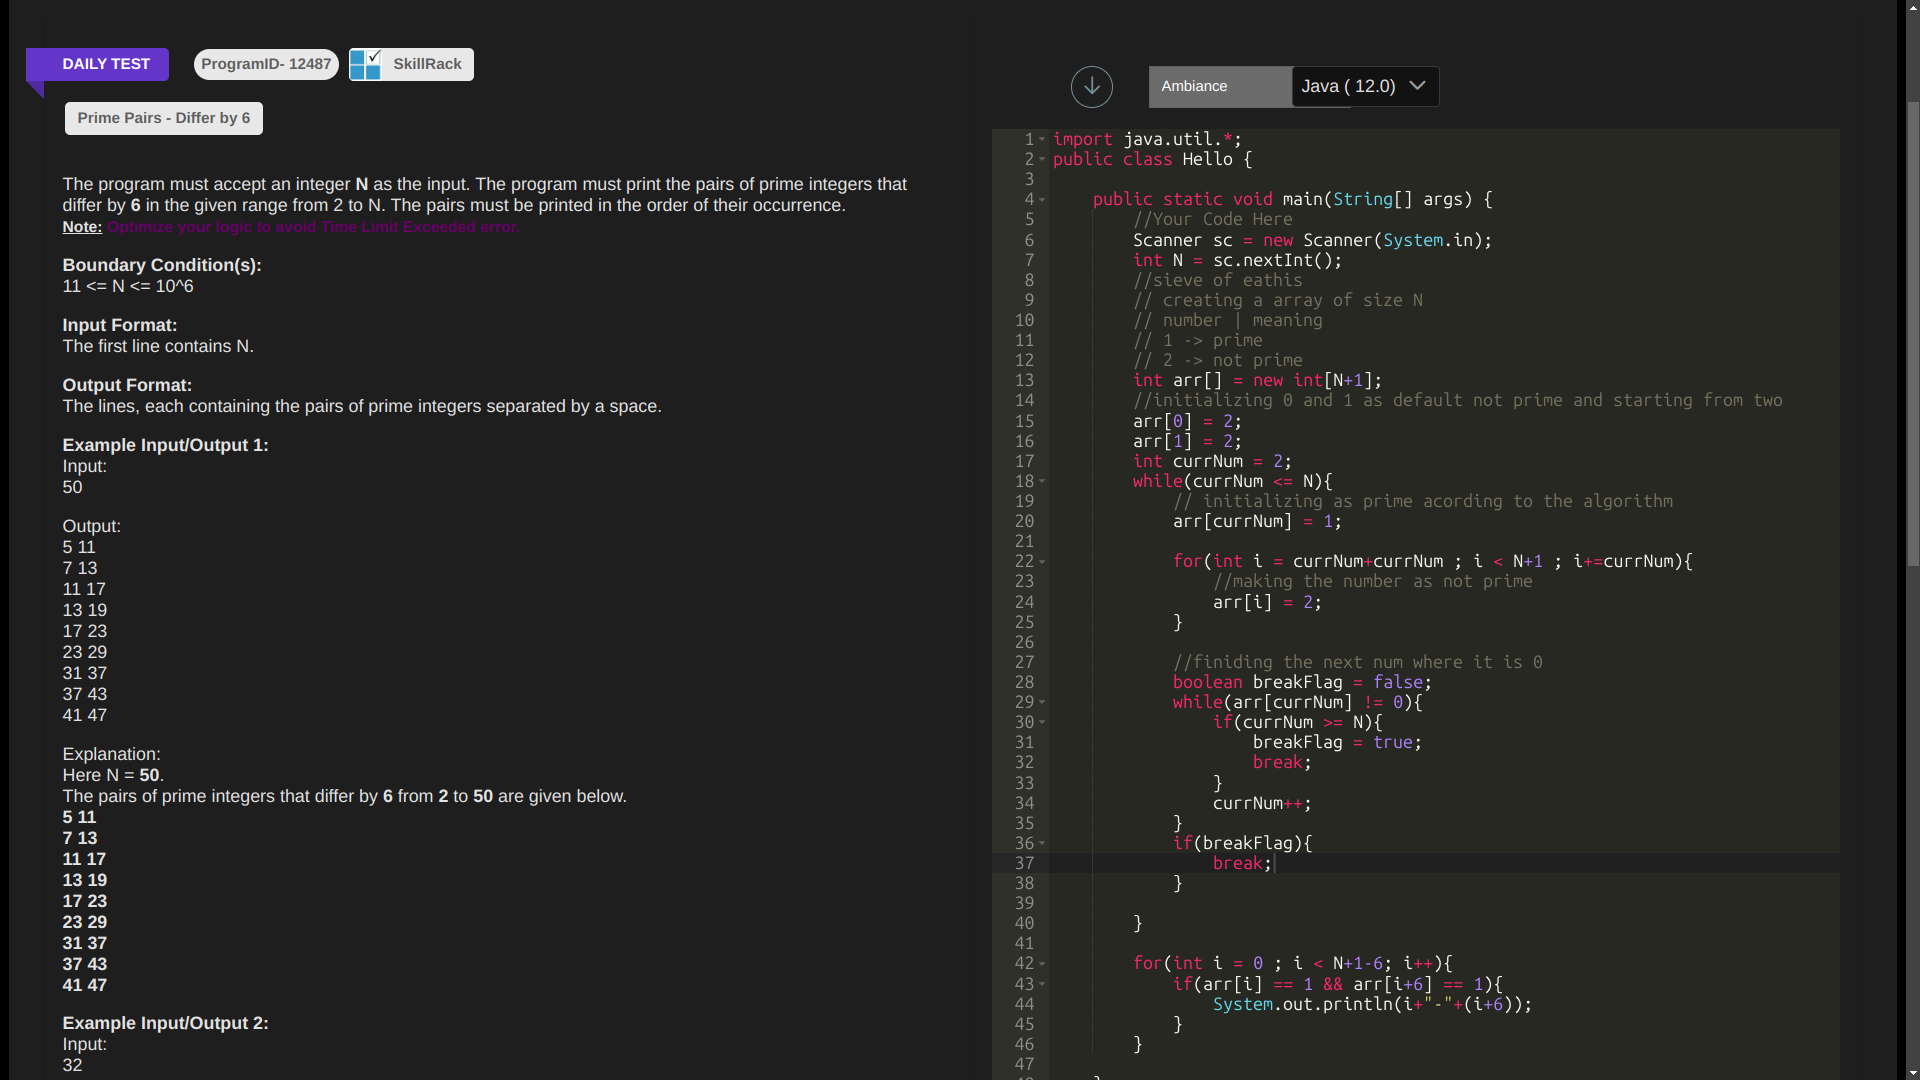 DAILY TEST
ProgramID- 12487
SkillRack
Prime Pairs - Differ by 6
The program must accept an integer N as the input. The program must print the pairs of prime integers that
differ by 6 in the given range from 2 to N. The pairs must be printed in the order of their occurrence.
Note: Optimize your logic to avoid Time Limit Exceeded error.
Boundary Condition(s):
11 <= N <= 10^6
Input Format:
The first line contains N.
Output Format:
The lines, each containing the pairs of prime integers separated by a space.
Example Input/Output 1:
Input:
50
Output:
5 11
7 13
11 17
13 19
17 23
23 29
31 37
37 43
41 47
Explanation:
Here N = 50.
The pairs of prime integers that differ by 6 from 2 to 50 are given below.
5 11
7 13
11 17
13 19
17 23
23 29
31 37
37 43
41 47
Example Input/Output 2:
Input:
32
Ambiance
Java ( 12.0)
1 import java.util.*;
2 public class Hello {
3
4     public static void main(String[] args) {
5         //Your Code Here
6         Scanner sc = new Scanner(System.in);
7         int N = sc.nextInt();
8         //sieve of eathis
9         // creating a array of size N
10         // number | meaning
11         // 1 -> prime
12         // 2 -> not prime
13         int arr[] = new int[N+1];
14         //initializing 0 and 1 as default not prime and starting from two
15         arr[0] = 2;
16         arr[1] = 2;
17         int currNum = 2;
18         while(currNum <= N){
19             // initializing as prime acording to the algorithm
20             arr[currNum] = 1;
21
22             for(int i = currNum+currNum ; i < N+1 ; i+=currNum){
23                 //making the number as not prime
24                 arr[i] = 2;
25             }
26
27             //finiding the next num where it is 0
28             boolean breakFlag = false;
29             while(arr[currNum] != 0){
30                 if(currNum >= N){
31                     breakFlag = true;
32                     break;
33                 }
34                 currNum++;
35             }
36             if(breakFlag){
37                 break;
38             }
39
40         }
41
42         for(int i = 0 ; i < N+1-6; i++){
43             if(arr[i] == 1 && arr[i+6] == 1){
44                 System.out.println(i+"-"+(i+6));
45             }
46         }
47